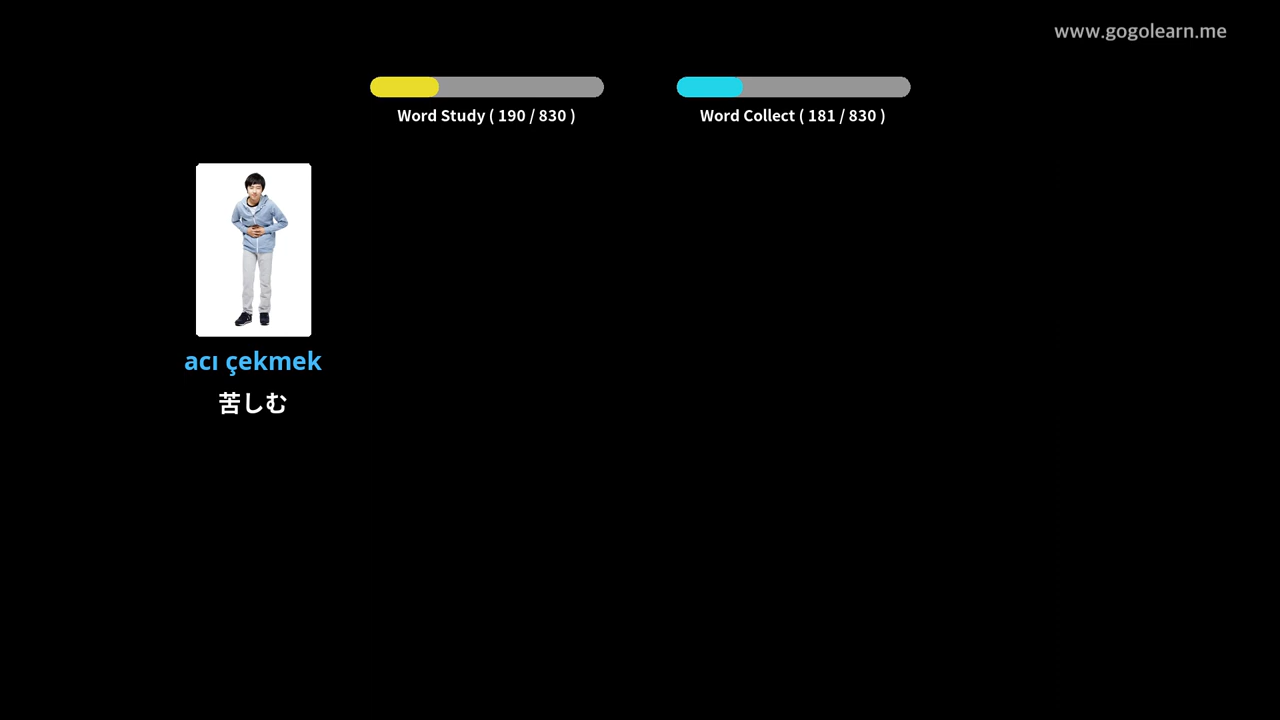 www.gogolearn.me
Word Study ( 190 / 830 )
Word Collect ( 181 / 830 )
acı çekmek
苦しむ